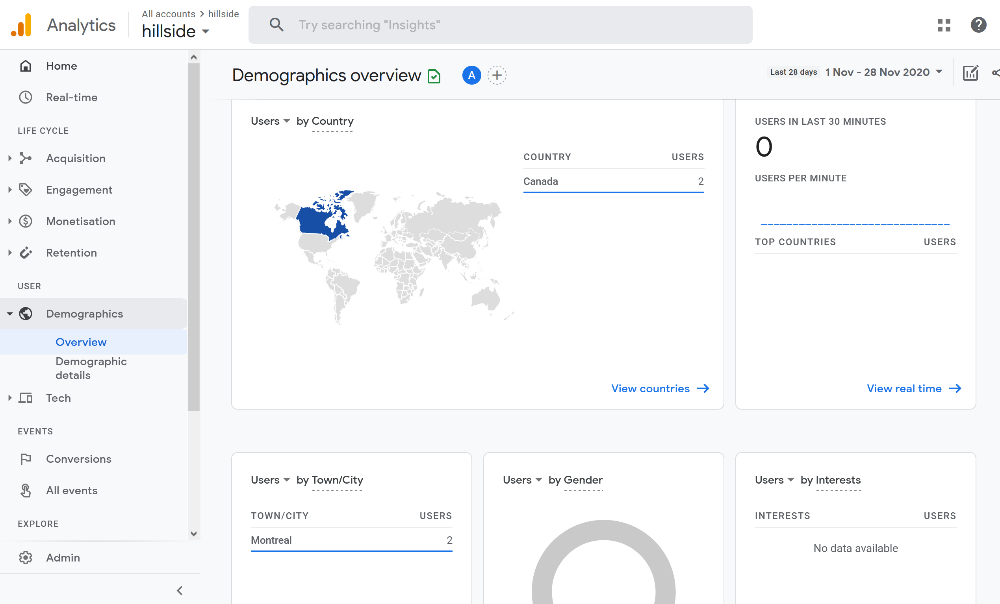 Analytics
All accounts > hillside
hillside
Try searching "Insights"
Home
Real-time
LIFE CYCLE
Acquisition
Engagement
Monetisation
Retention
USER
Demographics
Overview
Demographic
details
Tech
EVENTS
Conversions
All events
EXPLORE
Admin
Demographics overview
A
Last 28 days 1 Nov - 28 Nov 2020
Users by Country
COUNTRY USERS
Canada 2
View countries
USERS IN LAST 30 MINUTES
0
USERS PER MINUTE
TOP COUNTRIES USERS
View real time
Users by Town/City
TOWN/CITY USERS
Montreal 2
Users by Gender
Users by Interests
INTERESTS USERS
No data available